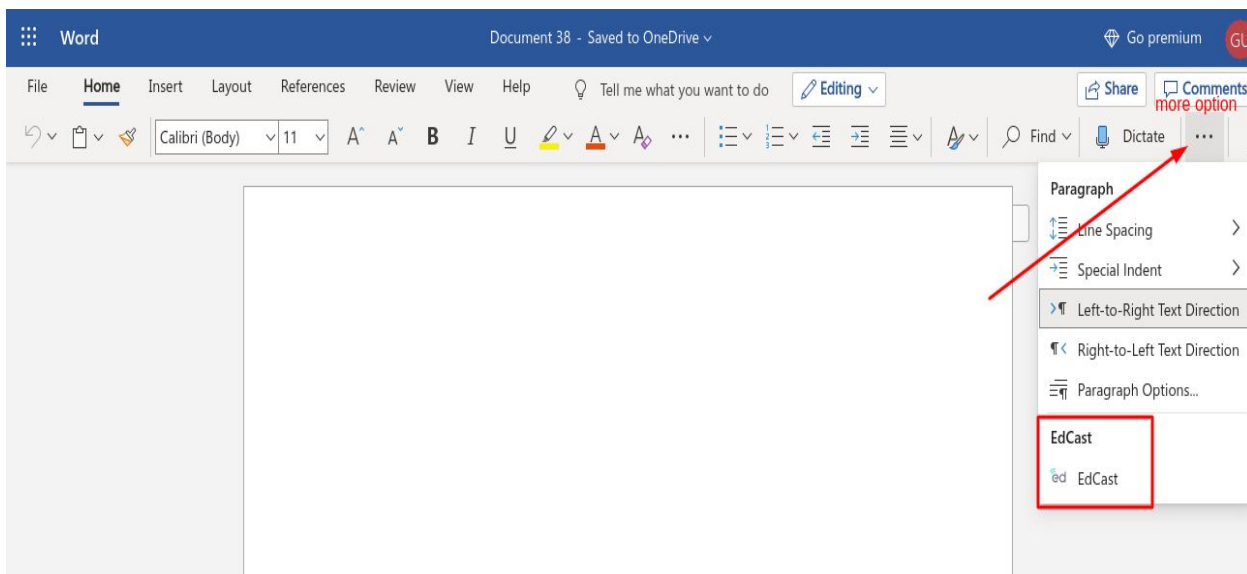 Word Document 38 - Saved to OneDrive Go premium GU
File Home Insert Layout References Review View Help Tell me what you want to do Editing Share Comments
more option
Calibri (Body) 11 A A B I U A A ... Find Dictate ...
Paragraph
Line Spacing
Special Indent
Left-to-Right Text Direction
Right-to-Left Text Direction
Paragraph Options...
EdCast
ed EdCast